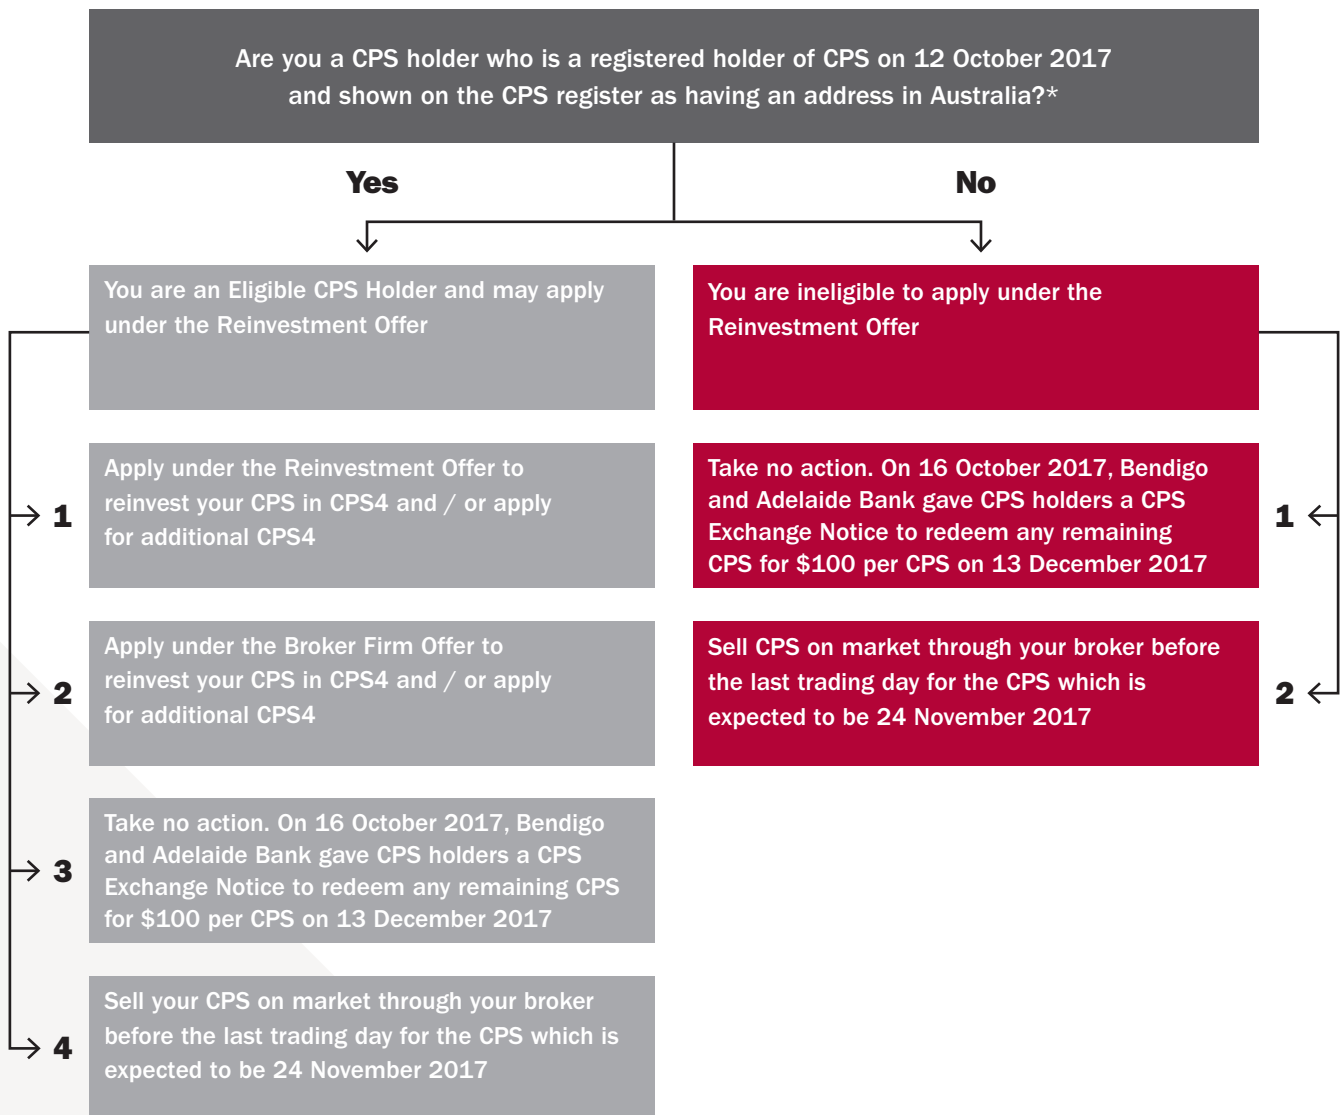 Are you a CPS holder who is a registered holder of CPS on 12 October 2017
and shown on the CPS register as having an address in Australia?*
Yes
No
You are an Eligible CPS Holder and may apply
under the Reinvestment Offer
You are ineligible to apply under the
Reinvestment Offer
1
Apply under the Reinvestment Offer to
reinvest your CPS in CPS4 and / or apply
for additional CPS4
Take no action. On 16 October 2017, Bendigo
and Adelaide Bank gave CPS holders a CPS
Exchange Notice to redeem any remaining
CPS for $100 per CPS on 13 December 2017
1
2
Apply under the Broker Firm Offer to
reinvest your CPS in CPS4 and / or apply
for additional CPS4
Sell CPS on market through your broker before
the last trading day for the CPS which is
expected to be 24 November 2017
2
3
Take no action. On 16 October 2017, Bendigo
and Adelaide Bank gave CPS holders a CPS
Exchange Notice to redeem any remaining CPS
for $100 per CPS on 13 December 2017
4
Sell your CPS on market through your broker
before the last trading day for the CPS which is
expected to be 24 November 2017